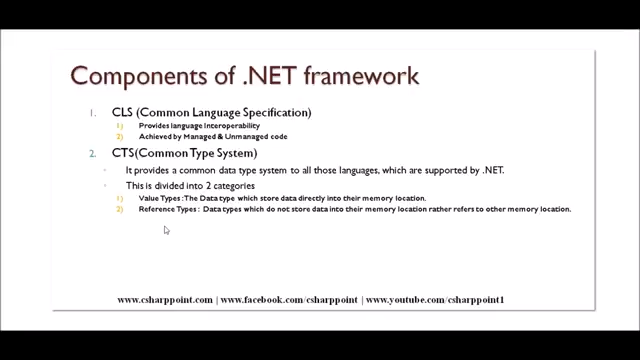 Components of .NET framework
1. CLS (Common Language Specification)
1) Provides language Interoperability
2) Achieved by Managed & Unmanaged code
2. CTS(Common Type System)
◦ It provides a common data type system to all those languages, which are supported by .NET.
◦ This is divided into 2 categories
1) Value Types : The Data type which store data directly into their memory location.
2) Reference Types : Data types which do not store data into their memory location rather refers to other memory location.
www.csharppoint.com | www.facebook.com/csharppoint | www.youtube.com/csharppoint1